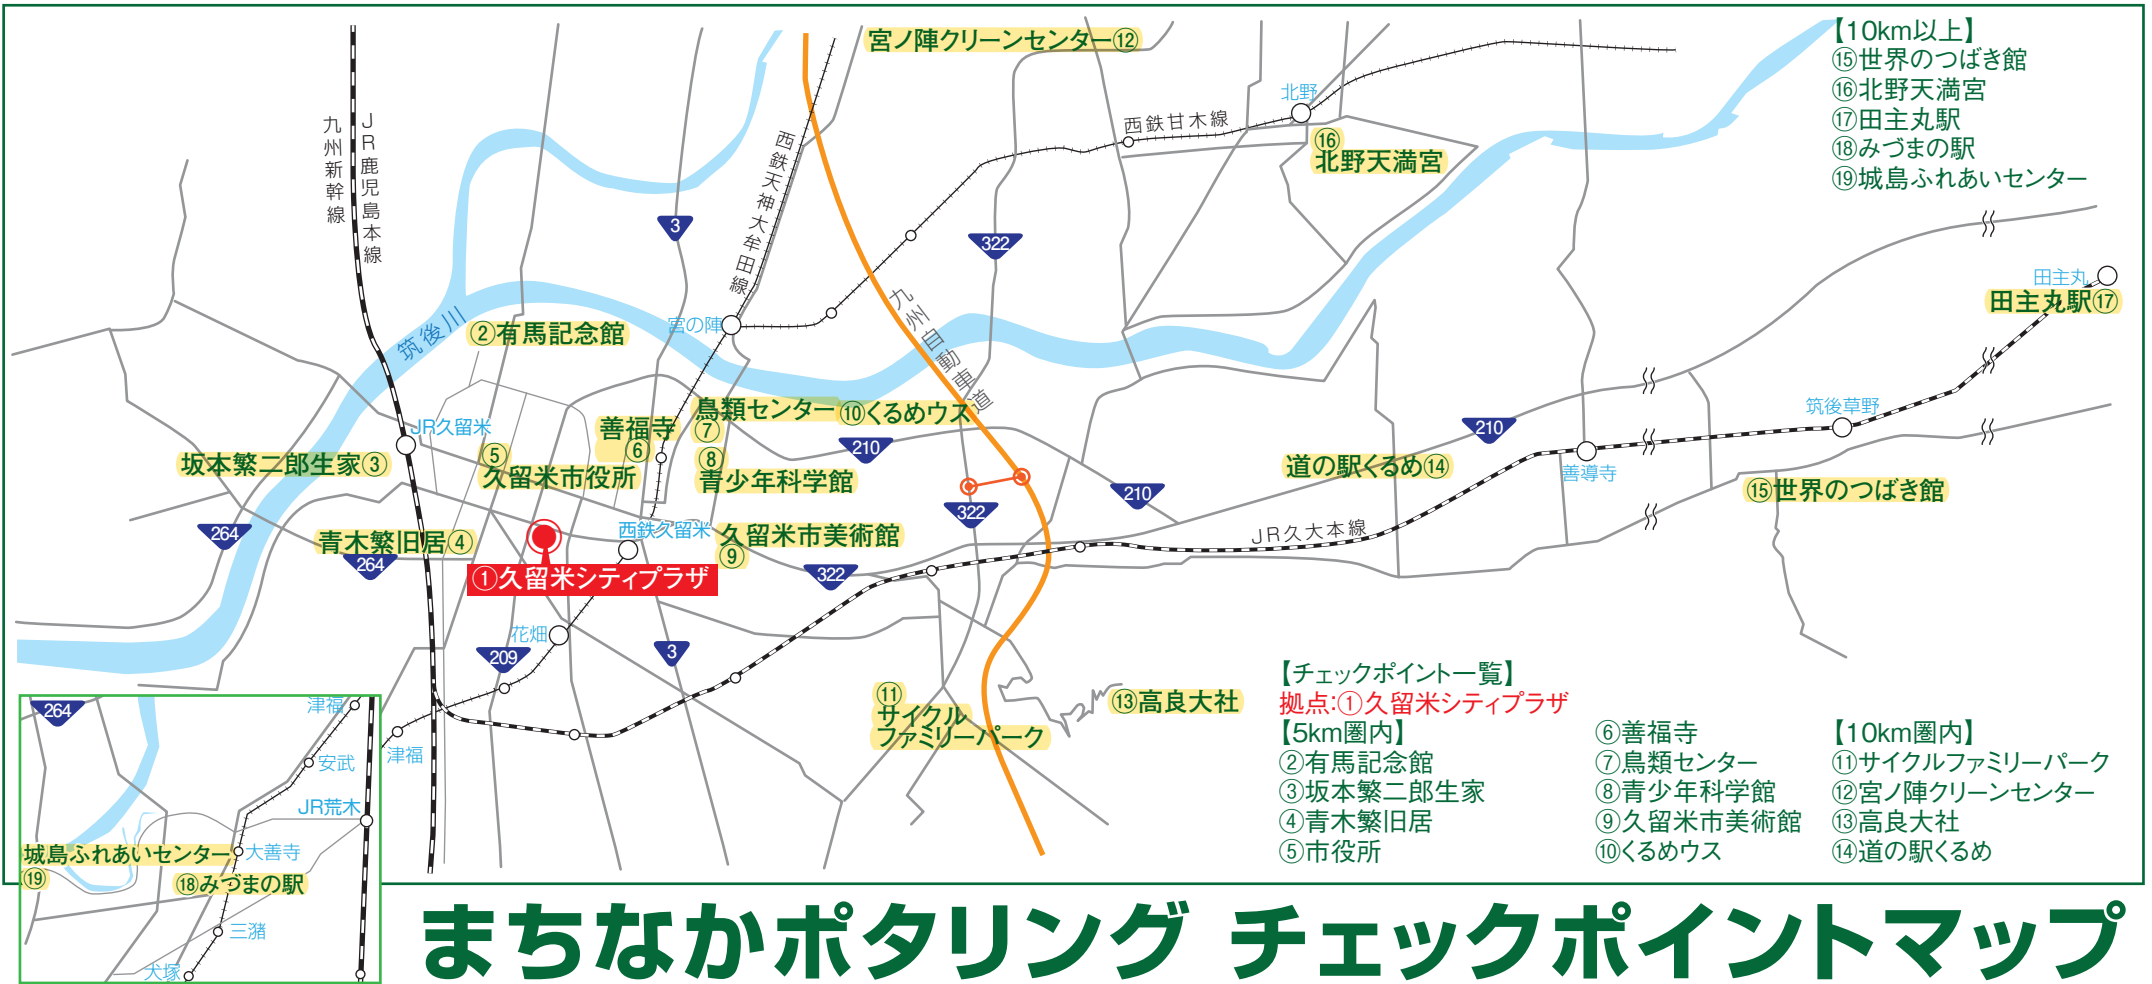 宮ノ陣クリーンセンター⑫
【10km以上】
⑮世界のつばき館
⑯北野天満宮
⑰田主丸駅
⑱みづまの駅
⑲城島ふれあいセンター
九州新幹線
JR鹿児島本線
西鉄天神大牟田線
西鉄甘木線
北野
⑯
北野天満宮
3
322
筑後川
②有馬記念館
宮の陣
九州自動車道
田主丸
田主丸駅⑰
JR久留米
坂本繁二郎生家③
⑤
久留米市役所
善福寺
⑥
鳥類センター
⑦
⑩くるめウス
⑧
青少年科学館
210
210
210
道の駅くるめ⑭
善導寺
筑後草野
⑮世界のつばき館
264
青木繁旧居④
264
西鉄久留米
久留米市美術館
⑨
322
322
JR久大本線
①久留米シティプラザ
花畑
209
3
⑪
サイクル
ファミリーパーク
⑬高良大社
津福
264
津福
安武
JR荒木
城島ふれあいセンター
⑲
大善寺
⑱みづまの駅
三潴
犬塚
【チェックポイント一覧】
拠点:①久留米シティプラザ
【5km圏内】
②有馬記念館
③坂本繁二郎生家
④青木繁旧居
⑤市役所
⑥善福寺
⑦鳥類センター
⑧青少年科学館
⑨久留米市美術館
⑩くるめウス
【10km圏内】
⑪サイクルファミリーパーク
⑫宮ノ陣クリーンセンター
⑬高良大社
⑭道の駅くるめ
まちなかポタリング チェックポイントマップ